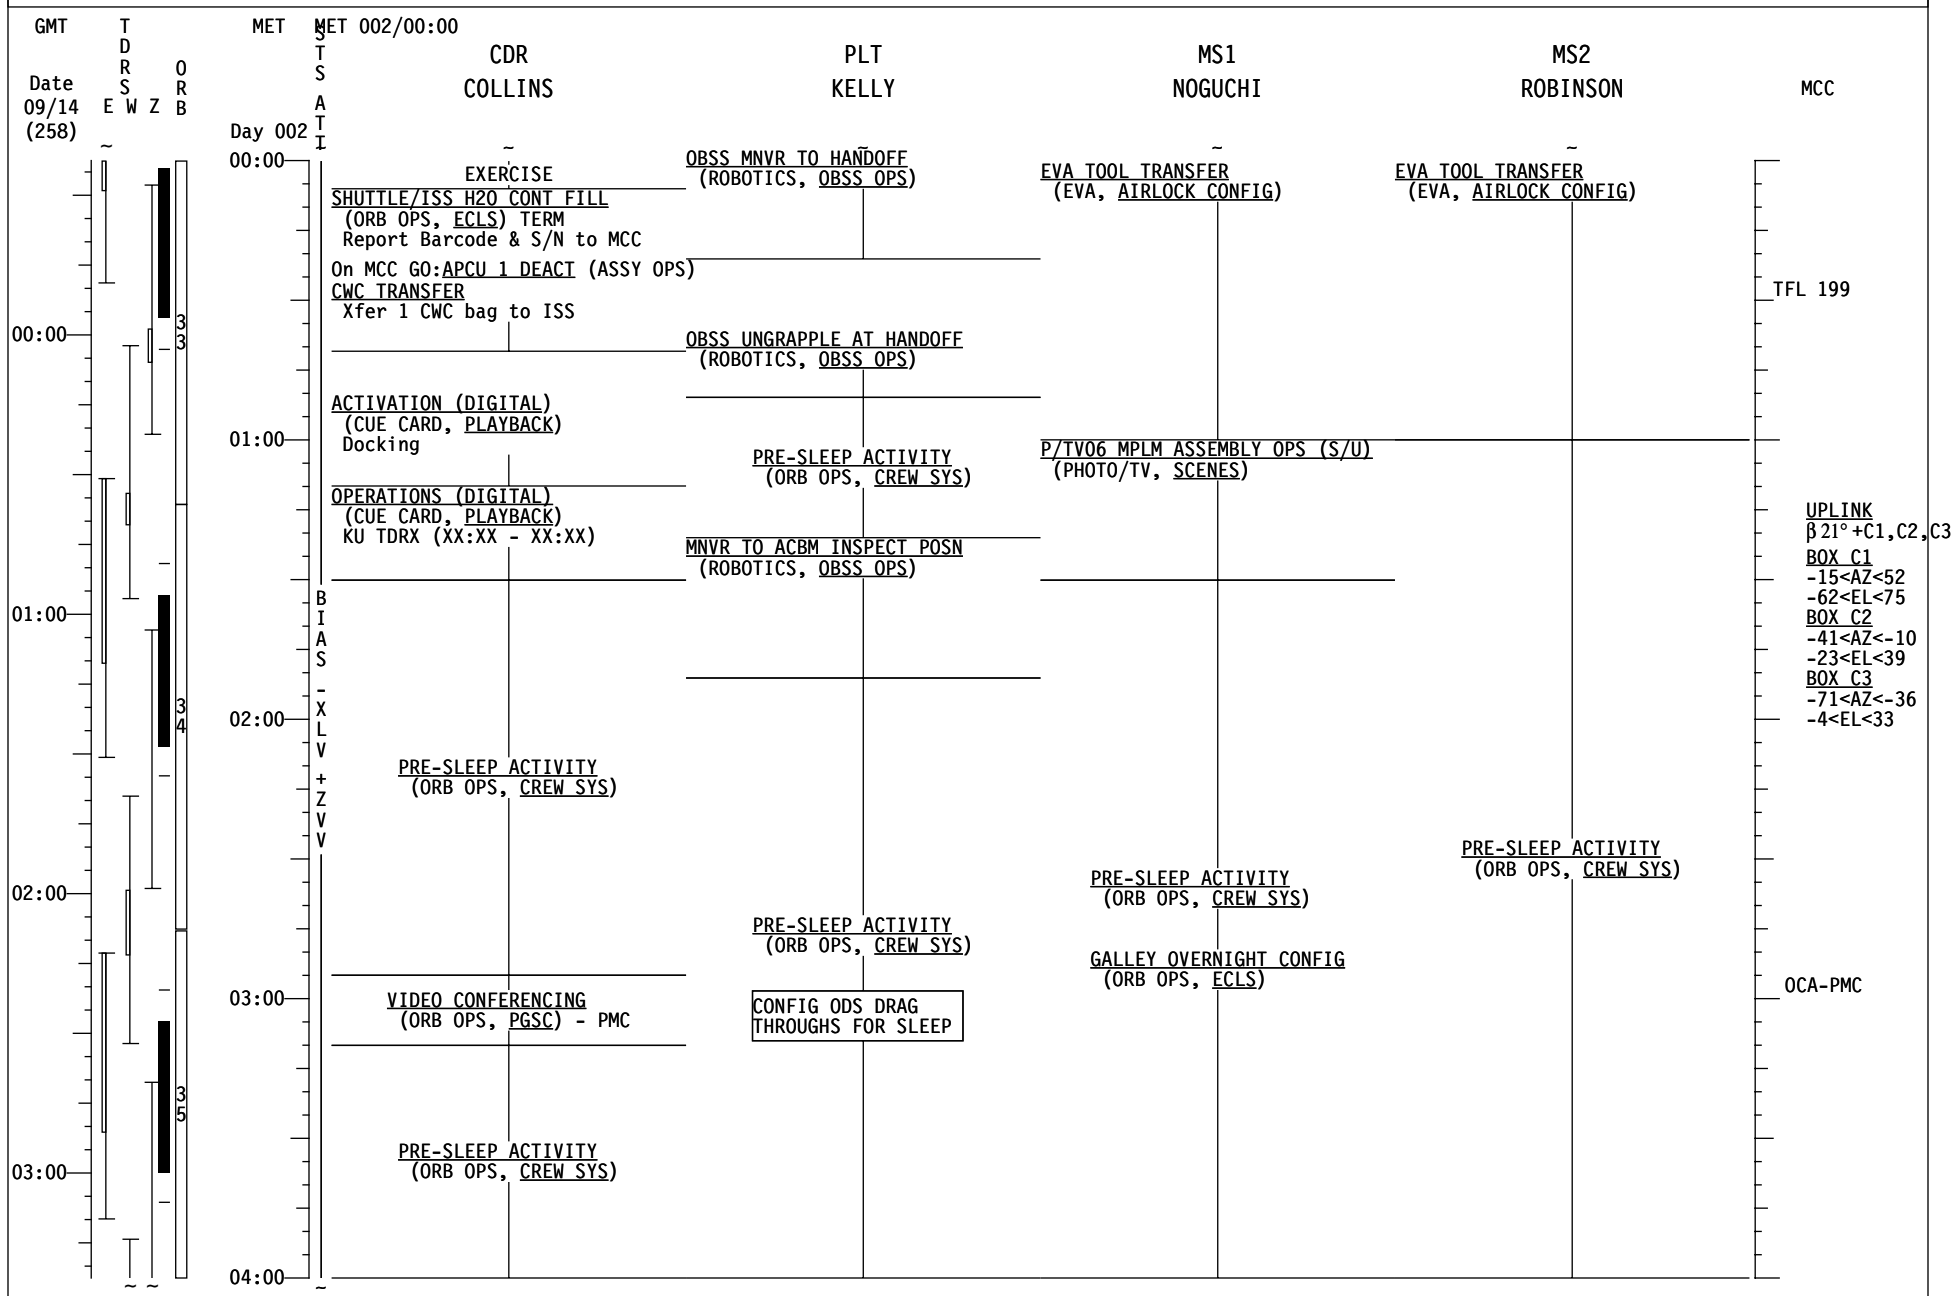 GMT
TDRS
MET
MET 002/00:00
STS ATT
CDR
COLLINS
PLT
KELLY
MS1
NOGUCHI
MS2
ROBINSON
MCC
Date
09/14
(258)
E W Z
ORB
Day 002
~ ~ ~ ~ ~ ~
00:00
EXERCISE
SHUTTLE/ISS H2O CONT FILL
(ORB OPS, ECLS) TERM
Report Barcode & S/N to MCC
On MCC GO:APCU 1 DEACT (ASSY OPS)
CWC TRANSFER
Xfer 1 CWC bag to ISS
ACTIVATION (DIGITAL)
(CUE CARD, PLAYBACK)
Docking
OPERATIONS (DIGITAL)
(CUE CARD, PLAYBACK)
KU TDRX (XX:XX - XX:XX)
PRE-SLEEP ACTIVITY
(ORB OPS, CREW SYS)
VIDEO CONFERENCING
(ORB OPS, PGSC) - PMC
PRE-SLEEP ACTIVITY
(ORB OPS, CREW SYS)
OBSS MNVR TO HANDOFF
(ROBOTICS, OBSS OPS)
OBSS UNGRAPPLE AT HANDOFF
(ROBOTICS, OBSS OPS)
PRE-SLEEP ACTIVITY
(ORB OPS, CREW SYS)
MNVR TO ACBM INSPECT POSN
(ROBOTICS, OBSS OPS)
PRE-SLEEP ACTIVITY
(ORB OPS, CREW SYS)
CONFIG ODS DRAG
THROUGHS FOR SLEEP
EVA TOOL TRANSFER
(EVA, AIRLOCK CONFIG)
P/TV06 MPLM ASSEMBLY OPS (S/U)
(PHOTO/TV, SCENES)
PRE-SLEEP ACTIVITY
(ORB OPS, CREW SYS)
GALLEY OVERNIGHT CONFIG
(ORB OPS, ECLS)
EVA TOOL TRANSFER
(EVA, AIRLOCK CONFIG)
PRE-SLEEP ACTIVITY
(ORB OPS, CREW SYS)
TFL 199
UPLINK
β 21° +C1,C2,C3
BOX C1
-15<AZ<52
-62<EL<75
BOX C2
-41<AZ<-10
-23<EL<39
BOX C3
-71<AZ<-36
-4<EL<33
OCA-PMC
00:00
01:00
02:00
03:00
33
34
35
01:00
02:00
03:00
04:00
BIAS -XLV +ZVV
~ ~ ~